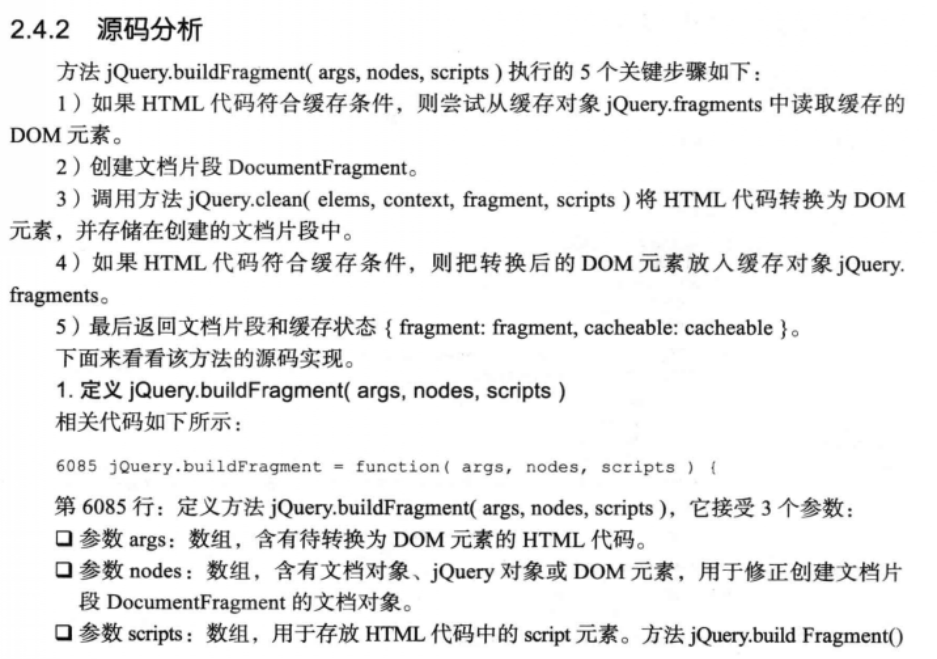 2.4.2 源码分析
方法 jQuery.buildFragment( args, nodes, scripts ) 执行的 5 个关键步骤如下：
1）如果 HTML 代码符合缓存条件，则尝试从缓存对象 jQuery.fragments 中读取缓存的
DOM 元素。
2）创建文档片段 DocumentFragment。
3）调用方法 jQuery.clean( elems, context, fragment, scripts ) 将 HTML 代码转换为 DOM
元素，并存储在创建的文档片段中。
4）如果 HTML 代码符合缓存条件，则把转换后的 DOM 元素放入缓存对象 jQuery.
fragments。
5）最后返回文档片段和缓存状态 { fragment: fragment, cacheable: cacheable }。
下面来看看该方法的源码实现。
1. 定义 jQuery.buildFragment( args, nodes, scripts )
相关代码如下所示：
6085 jQuery.buildFragment = function( args, nodes, scripts ) {
第 6085 行：定义方法 jQuery.buildFragment( args, nodes, scripts )，它接受 3 个参数：
❑ 参数 args：数组，含有待转换为 DOM 元素的 HTML 代码。
❑ 参数 nodes：数组，含有文档对象、jQuery 对象或 DOM 元素，用于修正创建文档片
段 DocumentFragment 的文档对象。
❑ 参数 scripts：数组，用于存放 HTML 代码中的 script 元素。方法 jQuery.build Fragment()